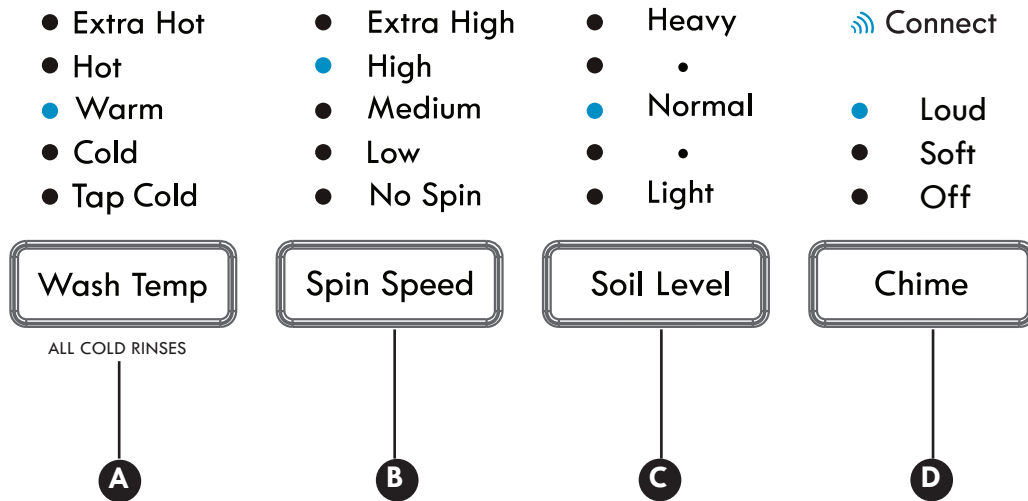 Extra Hot
Hot
Warm
Cold
Tap Cold
Wash Temp
ALL COLD RINSES
A
Extra High
High
Medium
Low
No Spin
Spin Speed
B
Heavy
Normal
Light
Soil Level
C
Connect
Loud
Soft
Off
Chime
D